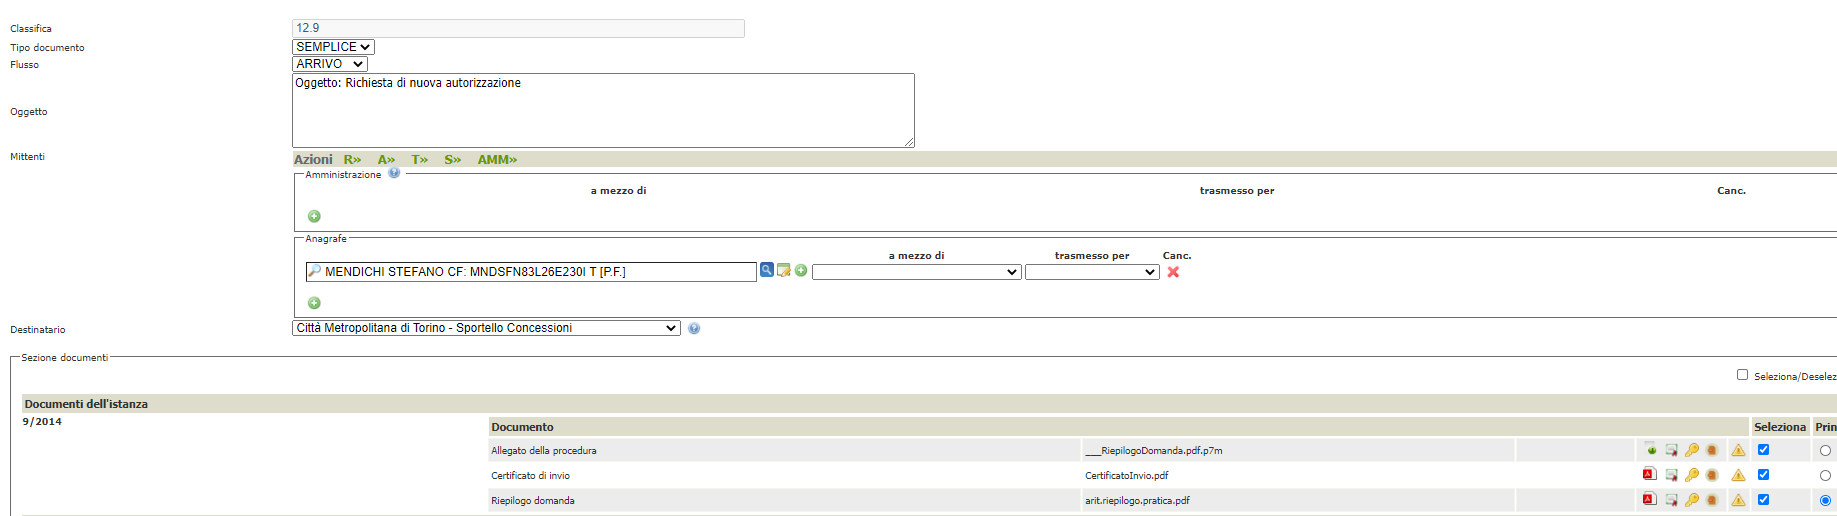 Classifica 12.9
Tipo documento SEMPLICE
Flusso ARRIVO
Oggetto Oggetto: Richiesta di nuova autorizzazione
Mittenti Azioni R» A» T» S» AMM»
Amministrazione
a mezzo di trasmesso per Canc.
Anagrafe
a mezzo di trasmesso per Canc.
MENDICHI STEFANO CF: MNDSFN83L26E230I T [P.F.]
Destinatario Città Metropolitana di Torino - Sportello Concessioni
Sezione documenti
Seleziona/Deselez
Documenti dell'istanza
9/2014
Documento Seleziona Prin
Allegato della procedura ___RiepilogoDomanda.pdf.p7m
Certificato di invio CertificatoInvio.pdf
Riepilogo domanda arit.riepilogo.pratica.pdf